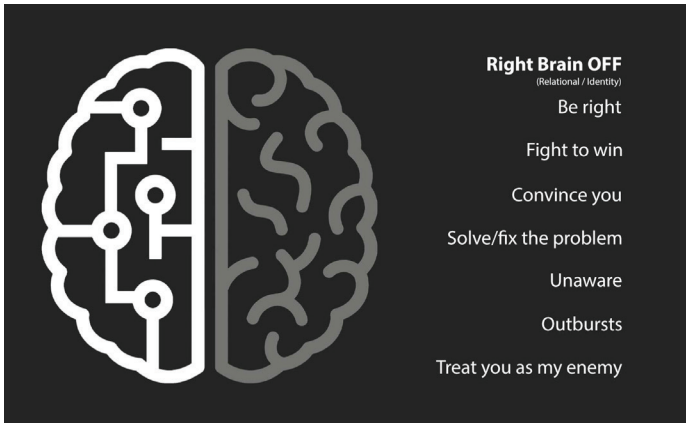 Right Brain OFF
(Relational / Identity)
Be right
Fight to win
Convince you
Solve/fix the problem
Unaware
Outbursts
Treat you as my enemy